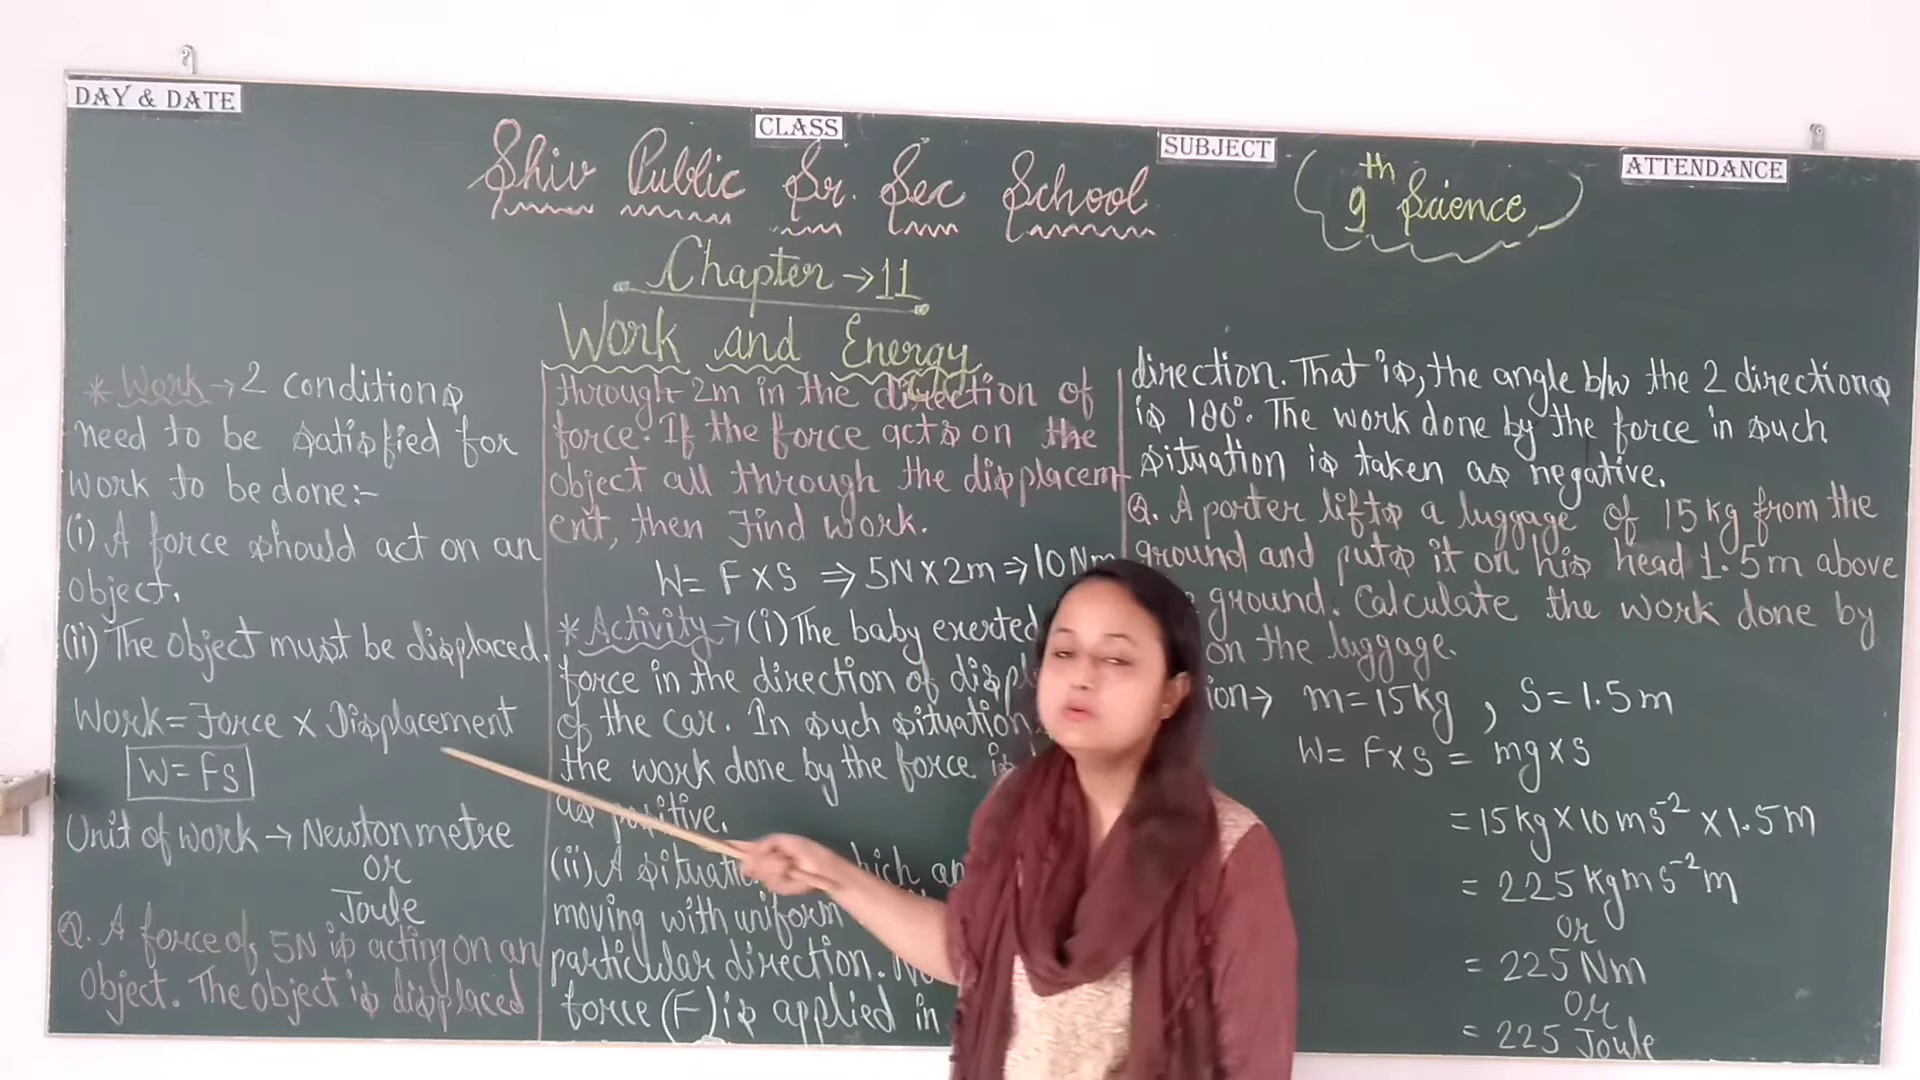 DAY & DATE
CLASS
SUBJECT
ATTENDANCE
Shiv Public Sr. Sec School
9th Science
Chapter → 11
Work and Energy
* Work → 2 conditions
need to be satisfied for
work to be done:-
(i) A force should act on an
object.
(ii) The object must be displaced.
Work = Force × Displacement
W = FS
Unit of work → Newton metre
or
Joule
Q. A force of 5N is acting on an
object. The object is displaced
through 2m in the direction of
force. If the force acts on the
object all through the displacem
ent, then find work.
W = F × S ⇒ 5N × 2m ⇒ 10 Nm
* Activity → (i) The baby exerted
force in the direction of
of the car. In such situation
the work done by the force is
as positive.
(ii) A
moving with uniform
particular direction.
force (F) is applied in
direction. That is, the angle b/w the 2 directions
is 180°. The work done by the force in such
situation is taken as negative.
Q. A porter lifts a luggage of 15 kg from the
ground and puts it on his head 1.5 m above
ground. Calculate the work done by
on the luggage.
m = 15 kg , S = 1.5 m
W = F × S = mg × S
= 15 kg × 10 ms-2 × 1.5 m
= 225 kg m s-2 m
or
= 225 Nm
or
= 225 Joule